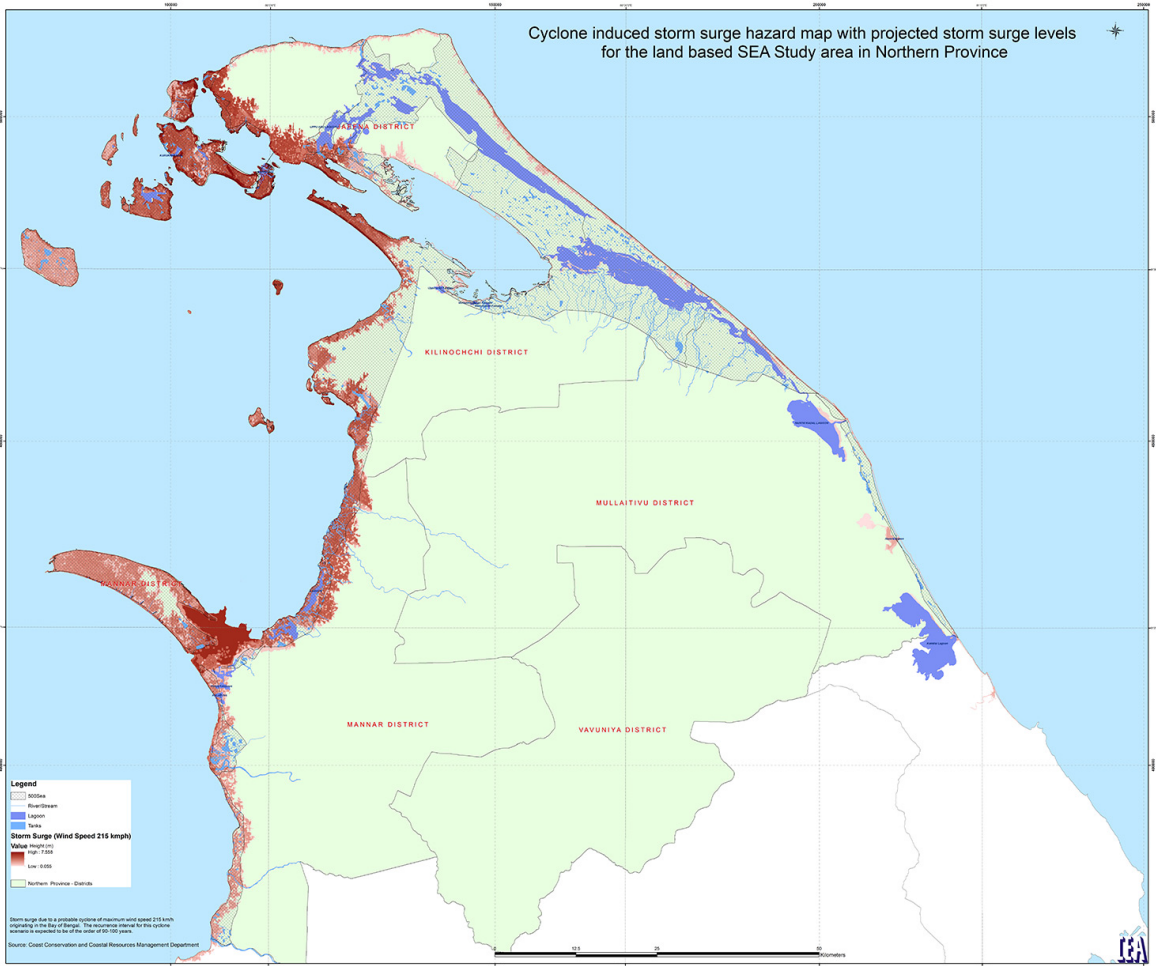 Cyclone induced storm surge hazard map with projected storm surge levels
for the land based SEA Study area in Northern Province
JAFFNA DISTRICT
KILINOCHCHI DISTRICT
MULLAITIVU DISTRICT
MANNAR DISTRICT
MANNAR DISTRICT
VAVUNIYA DISTRICT
Legend
500Sea
River/Stream
Lagoon
Tanks
Storm Surge (Wind Speed 215 kmph)
Value Height (m)
High : 7.558
Low : 0.055
Northern Province - Districts
Storm surge due to a probable cyclone of maximum wind speed 215 km/h
originating in the Bay of Bengal. The recurrence interval for this cyclone
scenario is expected to be of the order of 90-100 years.
Source: Coast Conservation and Coastal Resources Management Department
0 12.5 25 50
Kilometers